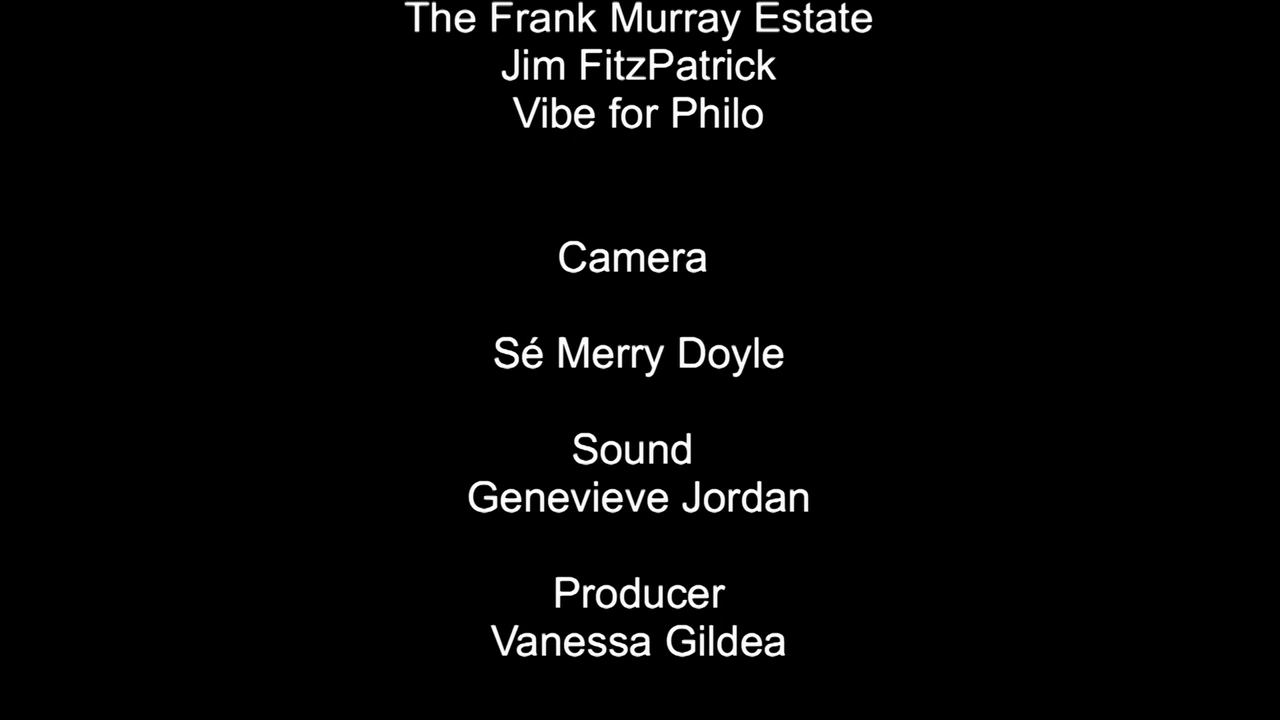 The Frank Murray Estate
Jim FitzPatrick
Vibe for Philo
Camera
Sé Merry Doyle
Sound
Genevieve Jordan
Producer
Vanessa Gildea